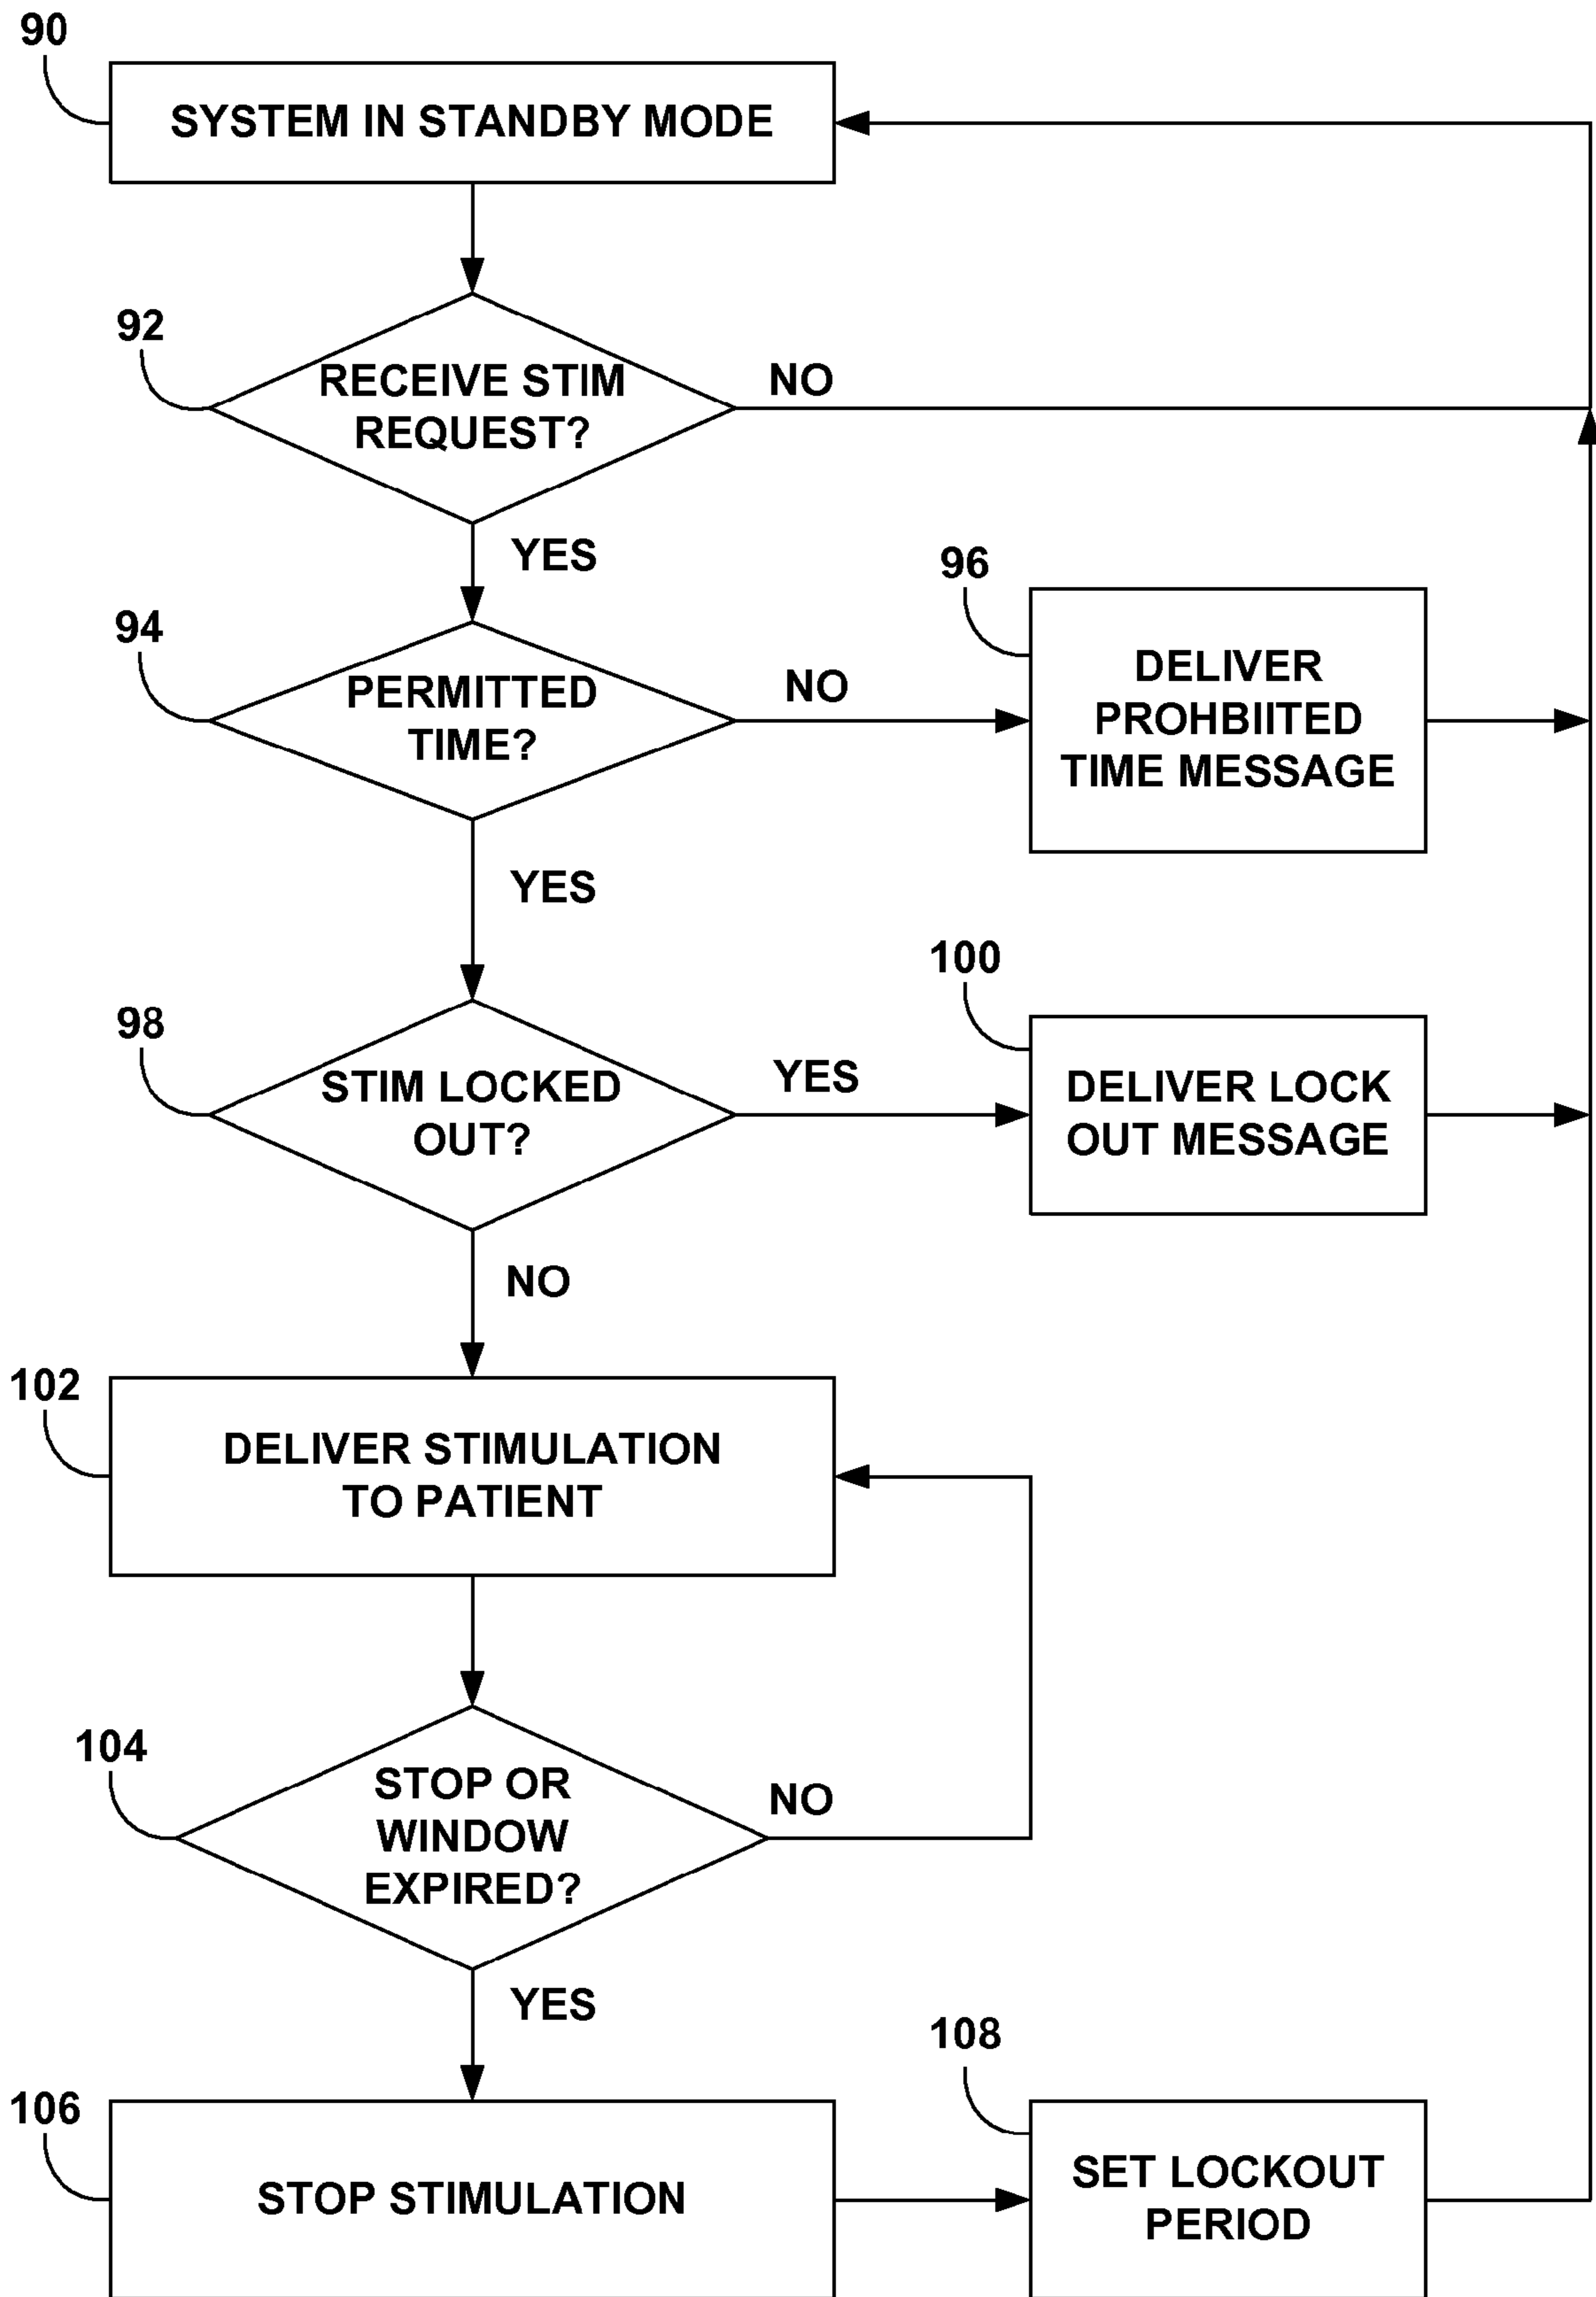 90
SYSTEM IN STANDBY MODE
92
RECEIVE STIM
REQUEST?
NO
YES
94
PERMITTED
TIME?
NO
96
DELIVER
PROHBIITED
TIME MESSAGE
YES
98
STIM LOCKED
OUT?
YES
100
DELIVER LOCK
OUT MESSAGE
NO
102
DELIVER STIMULATION
TO PATIENT
104
STOP OR
WINDOW
EXPIRED?
NO
YES
106
STOP STIMULATION
108
SET LOCKOUT
PERIOD